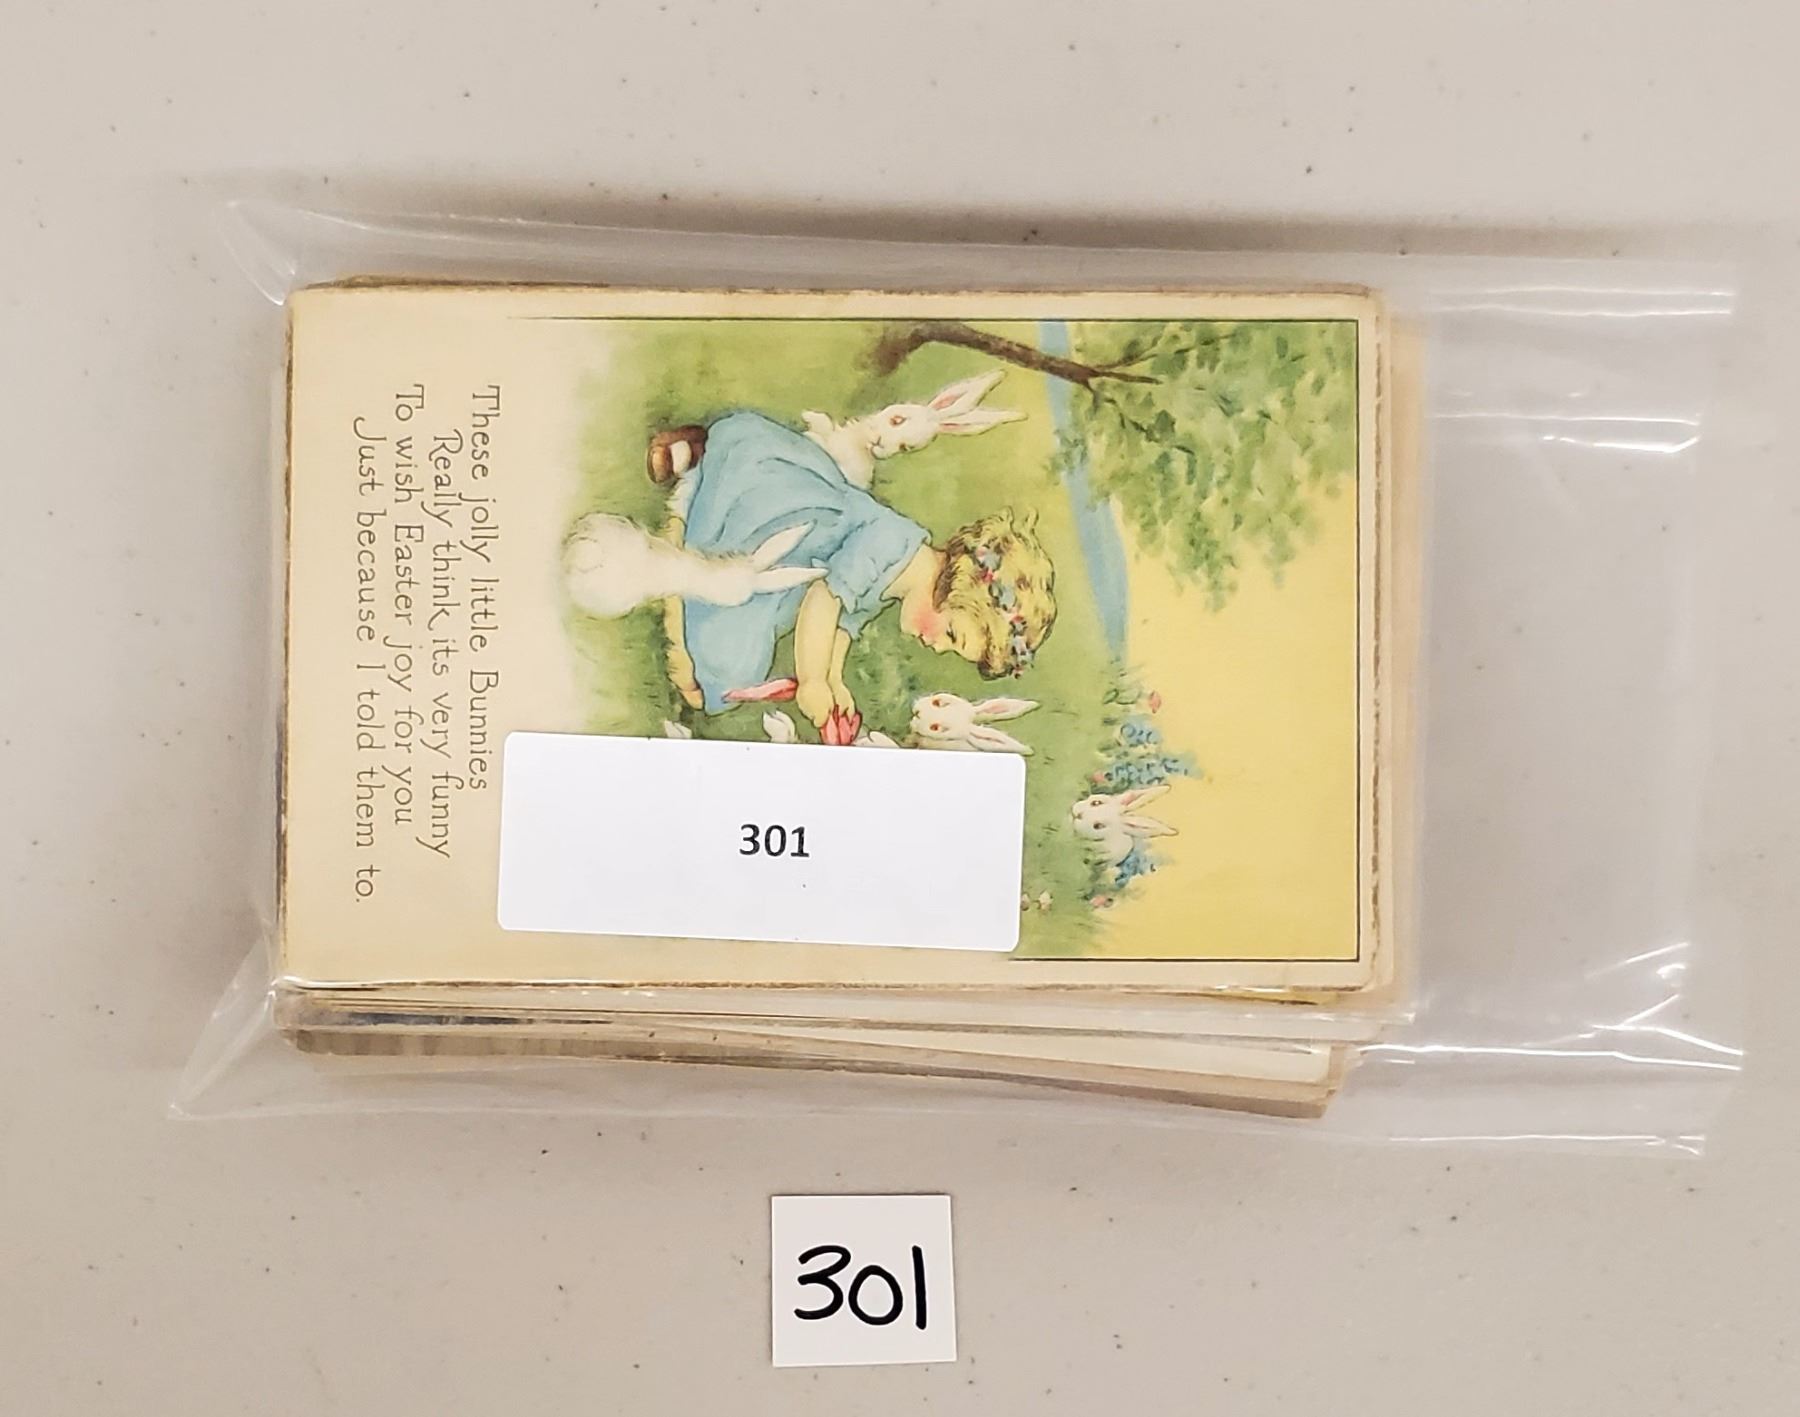 These jolly little Bunnies
Really think its very funny
To wish Easter joy for you
Just because I told them to.
301
301